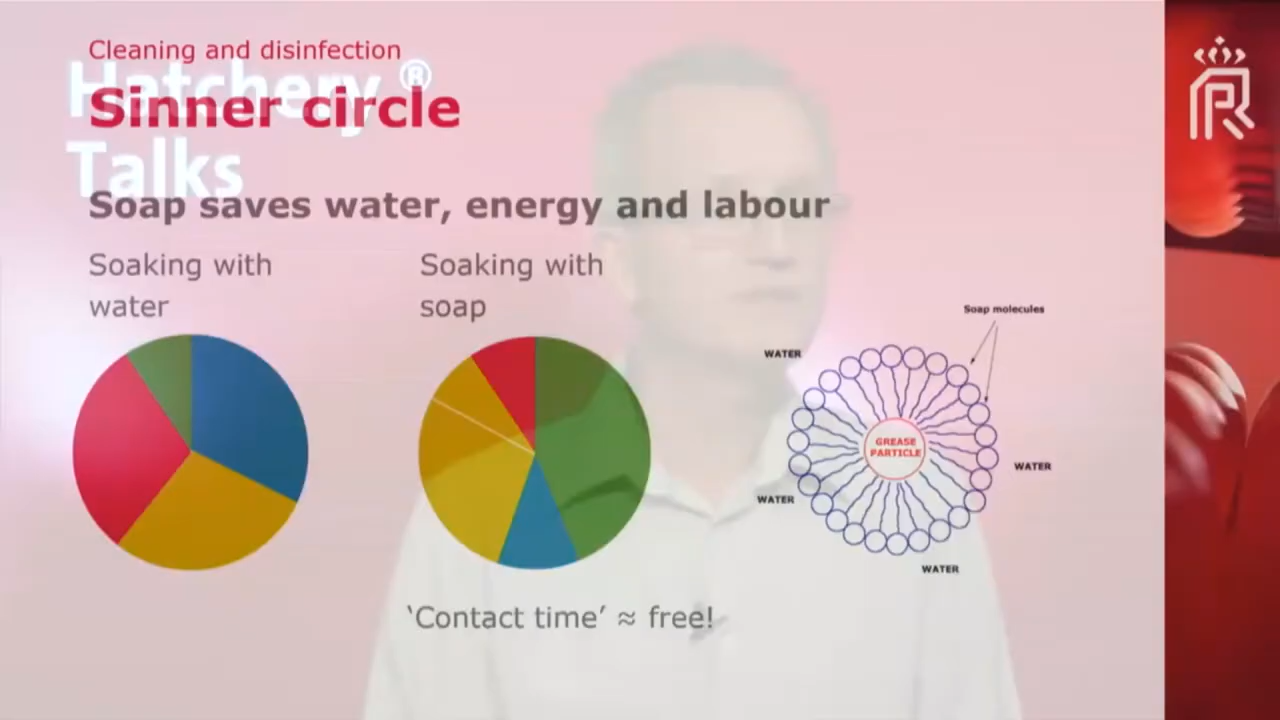 Cleaning and disinfection
Hatchery ®
Sinner circle
Talks
Soap saves water, energy and labour
Soaking with
water
Soaking with
soap
Soap molecules
WATER
GREASE
PARTICLE
WATER
WATER
WATER
‘Contact time’ ≈ free!